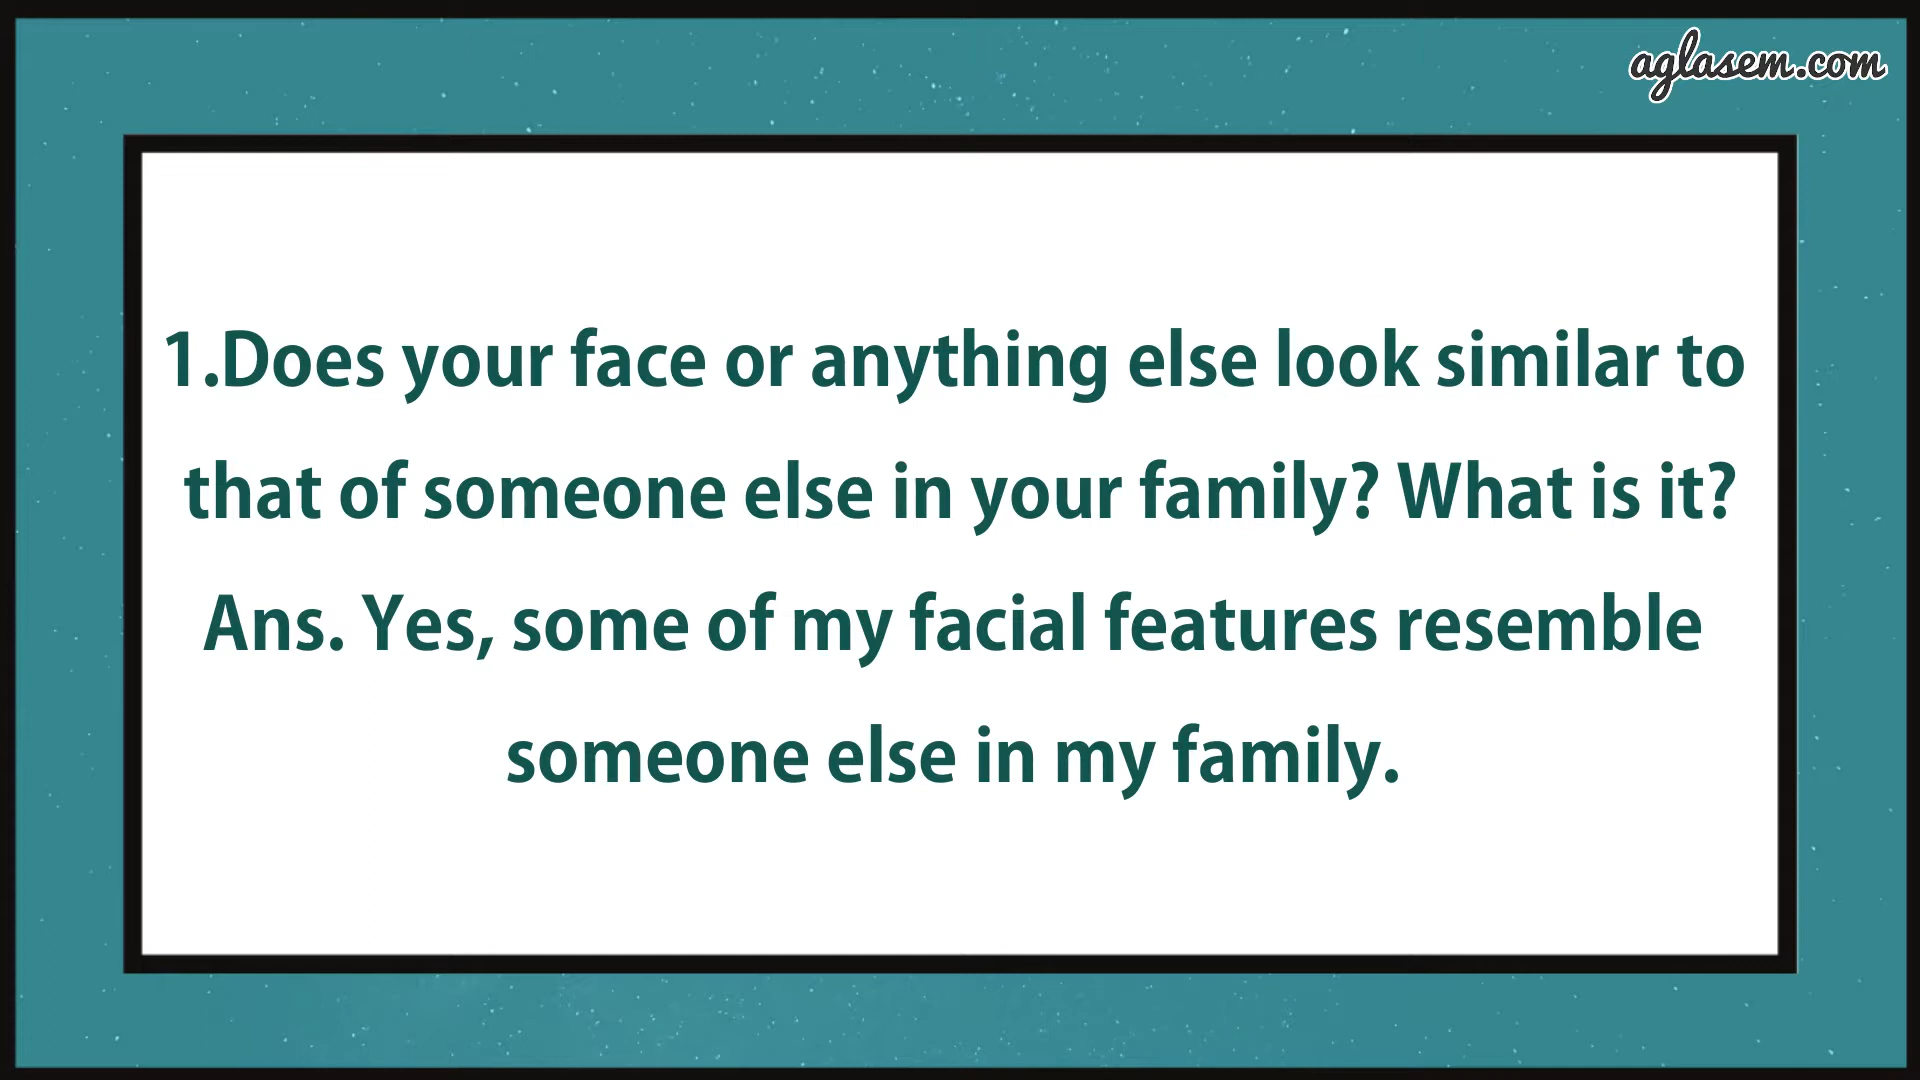 aglasem.com
1.Does your face or anything else look similar to
that of someone else in your family? What is it?
Ans. Yes, some of my facial features resemble
someone else in my family.